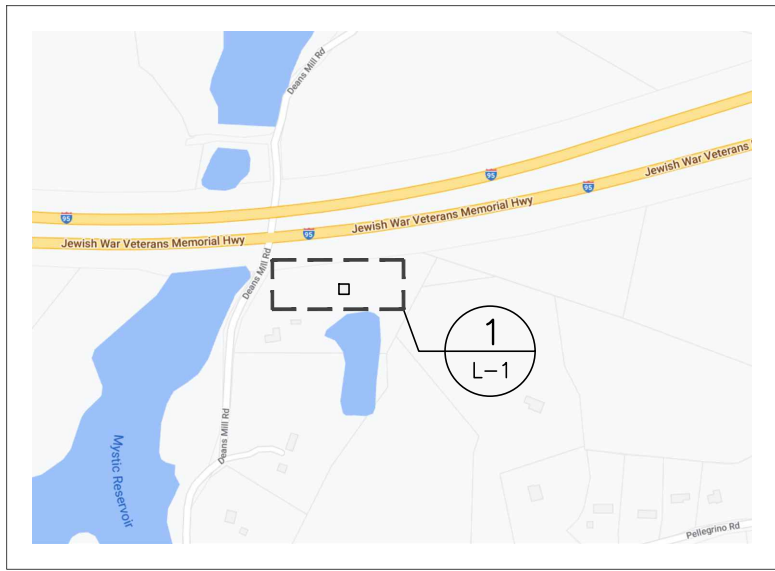 Deans Mill Rd
95
95
Jewish War Veterans
95
Jewish War Veterans Memorial Hwy
95
Jewish War Veterans Memorial Hwy
Deans Mill Rd
1
L-1
Deans Mill Rd
Mystic Reservoir
Pellegrino Rd